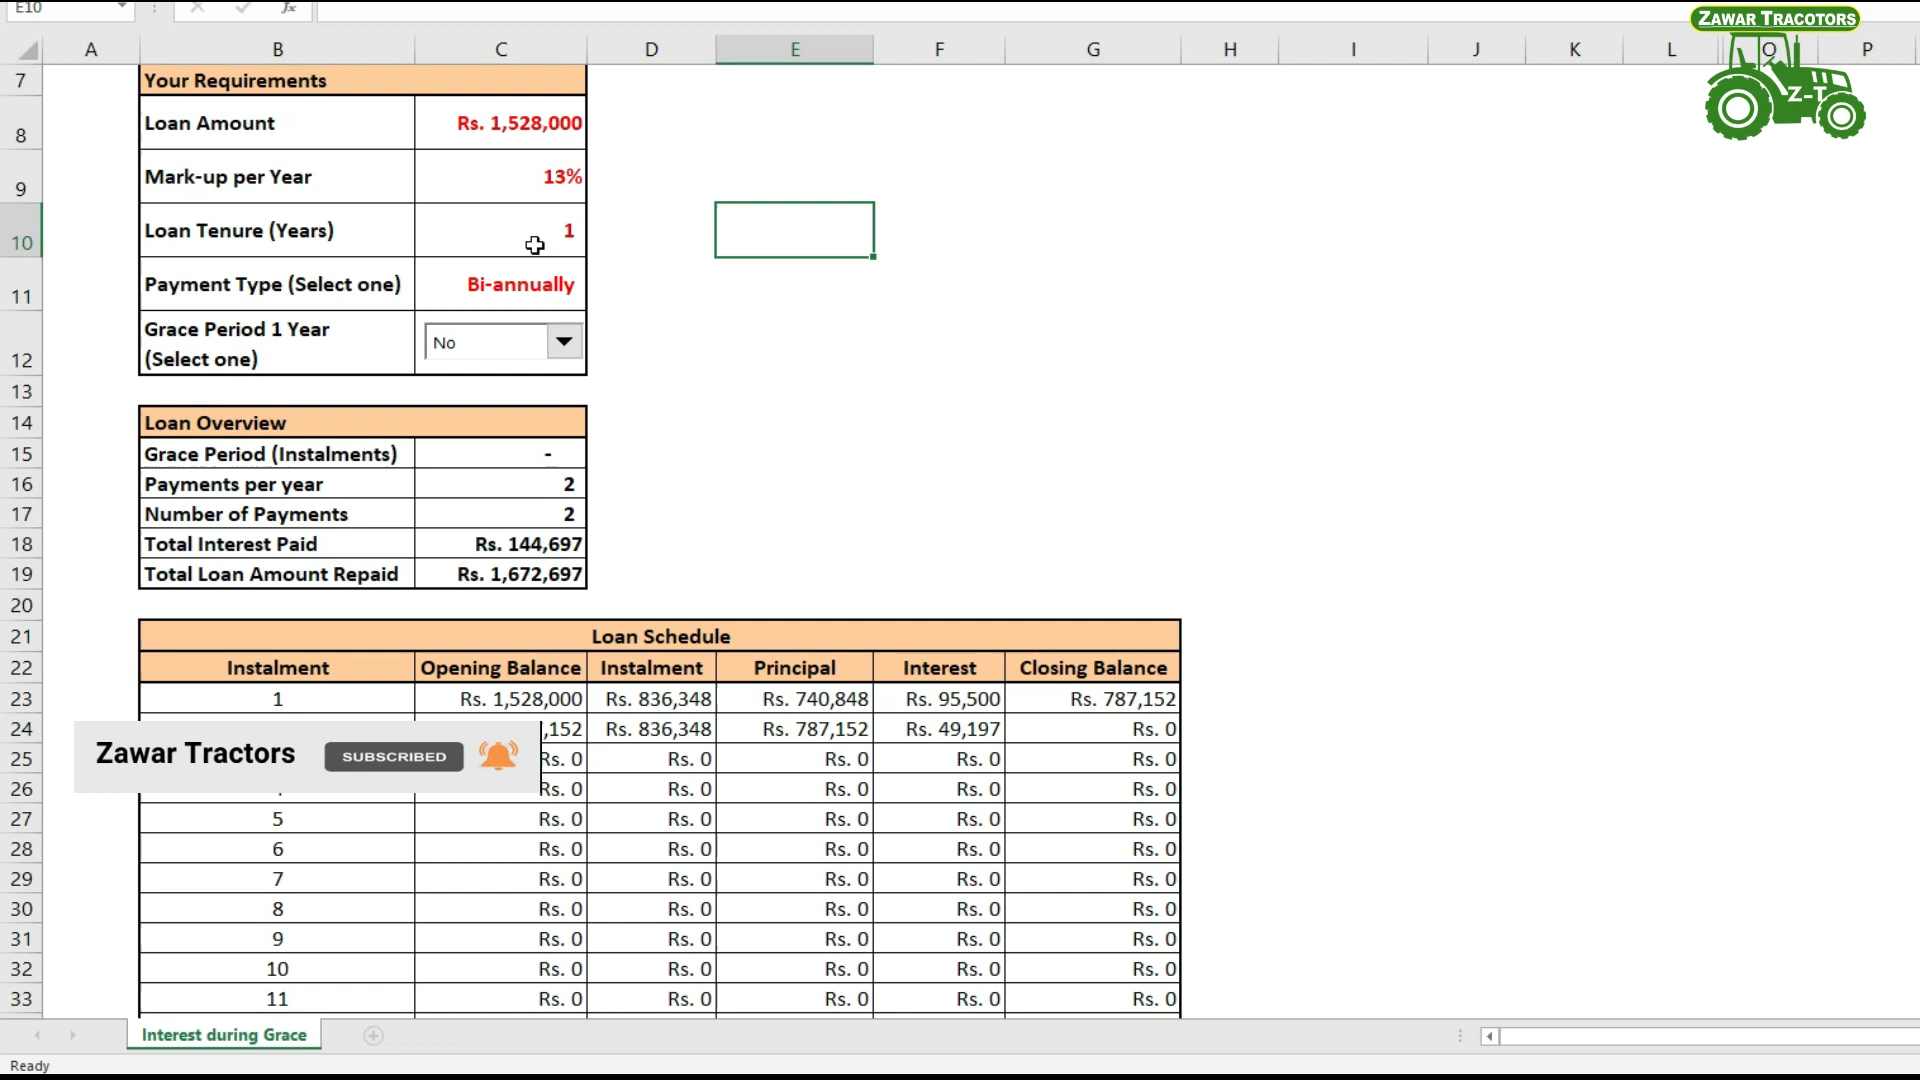 E10
fx
ZAWAR TRACOTORS
Z-T
A B C D E F G H I J K L O P
7 Your Requirements
8 Loan Amount Rs. 1,528,000
9 Mark-up per Year 13%
10 Loan Tenure (Years) 1
11 Payment Type (Select one) Bi-annually
Grace Period 1 Year
12 (Select one) No
13
14 Loan Overview
15 Grace Period (Instalments) -
16 Payments per year 2
17 Number of Payments 2
18 Total Interest Paid Rs. 144,697
19 Total Loan Amount Repaid Rs. 1,672,697
20
21 Loan Schedule
22 Instalment Opening Balance Instalment Principal Interest Closing Balance
23 1 Rs. 1,528,000 Rs. 836,348 Rs. 740,848 Rs. 95,500 Rs. 787,152
24 ,152 Rs. 836,348 Rs. 787,152 Rs. 49,197 Rs. 0
Zawar Tractors SUBSCRIBED
25 Rs. 0 Rs. 0 Rs. 0 Rs. 0 Rs. 0
26 Rs. 0 Rs. 0 Rs. 0 Rs. 0 Rs. 0
27 5 Rs. 0 Rs. 0 Rs. 0 Rs. 0 Rs. 0
28 6 Rs. 0 Rs. 0 Rs. 0 Rs. 0 Rs. 0
29 7 Rs. 0 Rs. 0 Rs. 0 Rs. 0 Rs. 0
30 8 Rs. 0 Rs. 0 Rs. 0 Rs. 0 Rs. 0
31 9 Rs. 0 Rs. 0 Rs. 0 Rs. 0 Rs. 0
32 10 Rs. 0 Rs. 0 Rs. 0 Rs. 0 Rs. 0
33 11 Rs. 0 Rs. 0 Rs. 0 Rs. 0 Rs. 0
Interest during Grace
Ready